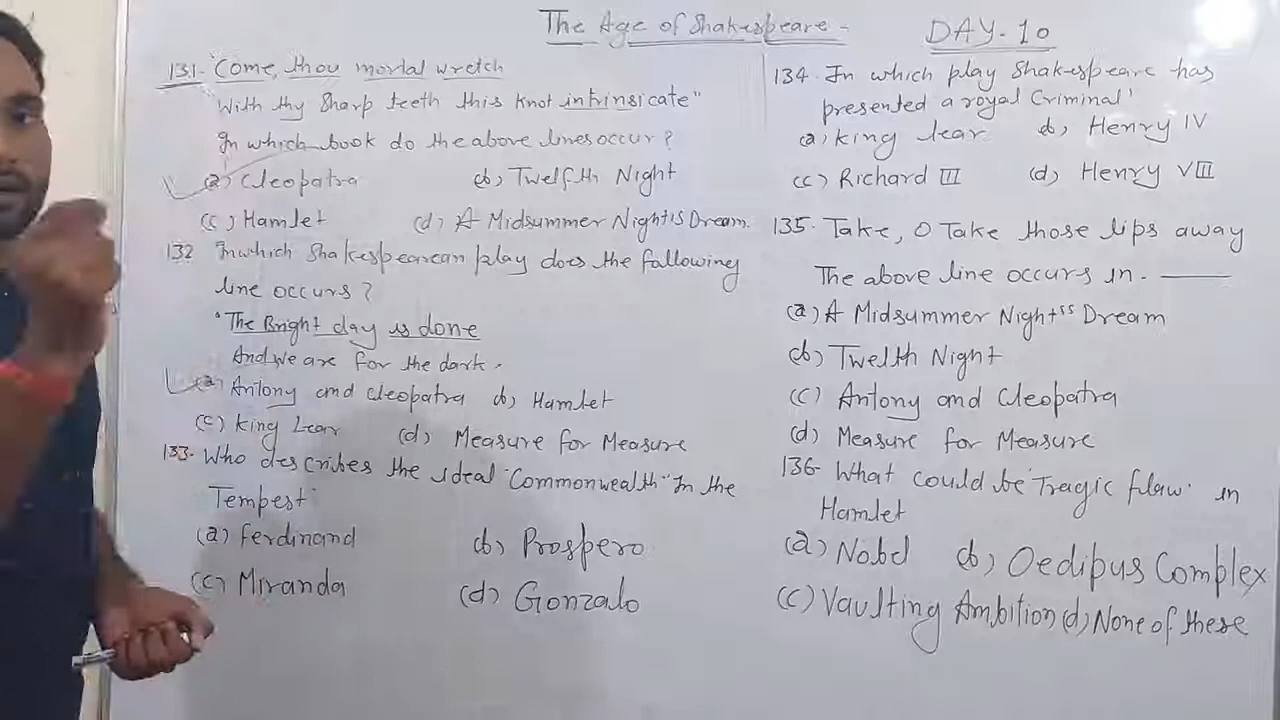 The Age of Shakespeare -
DAY-10
131. "Come, thou mortal wretch
"With thy Sharp teeth this knot intrinsicate"
In which book do the above lines occur?
(a) Cleopatra (b) Twelfth Night
(c) Hamlet (d) A Midsummer Night's Dream.
132 In which Shakespearean play does the following
line occurs?
"The Bright day is done
And we are for the dark.
(a) Antony and Cleopatra (b) Hamlet
(c) King Lear (d) Measure for Measure
133. Who describes the ideal "Commonwealth" In the
Tempest
(a) Ferdinand (b) Prospero
(c) Miranda (d) Gonzalo
134. In which play Shakespeare has
presented a royal Criminal'
(a) King lear (b) Henry IV
(c) Richard III (d) Henry VIII
135. Take, O Take those lips away
The above line occurs in.
(a) A Midsummer Night's Dream
(b) Twelth Night
(c) Antony and Cleopatra
(d) Measure for Measure
136- What could be Tragic flaw in
Hamlet
(a) (b) Oedipus Complex
(c) Vaulting Ambition (d) None of these